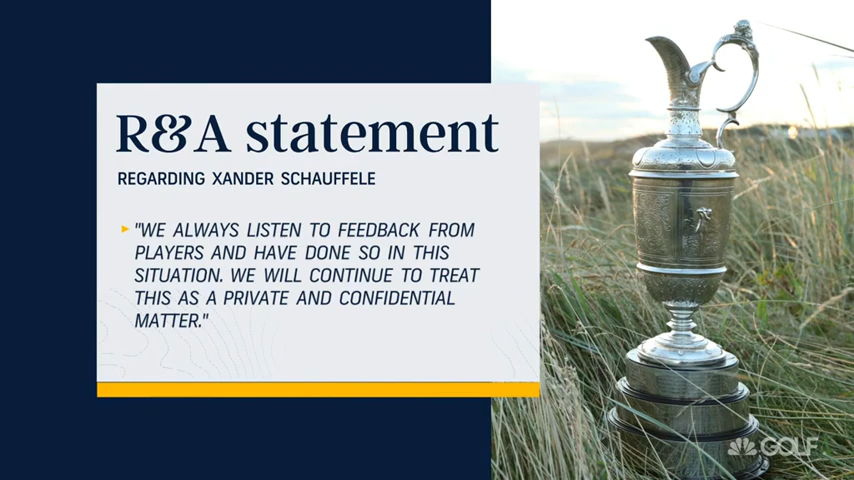 R&A statement
REGARDING XANDER SCHAUFFELE
"WE ALWAYS LISTEN TO FEEDBACK FROM
PLAYERS AND HAVE DONE SO IN THIS
SITUATION. WE WILL CONTINUE TO TREAT
THIS AS A PRIVATE AND CONFIDENTIAL
MATTER."
GOLF